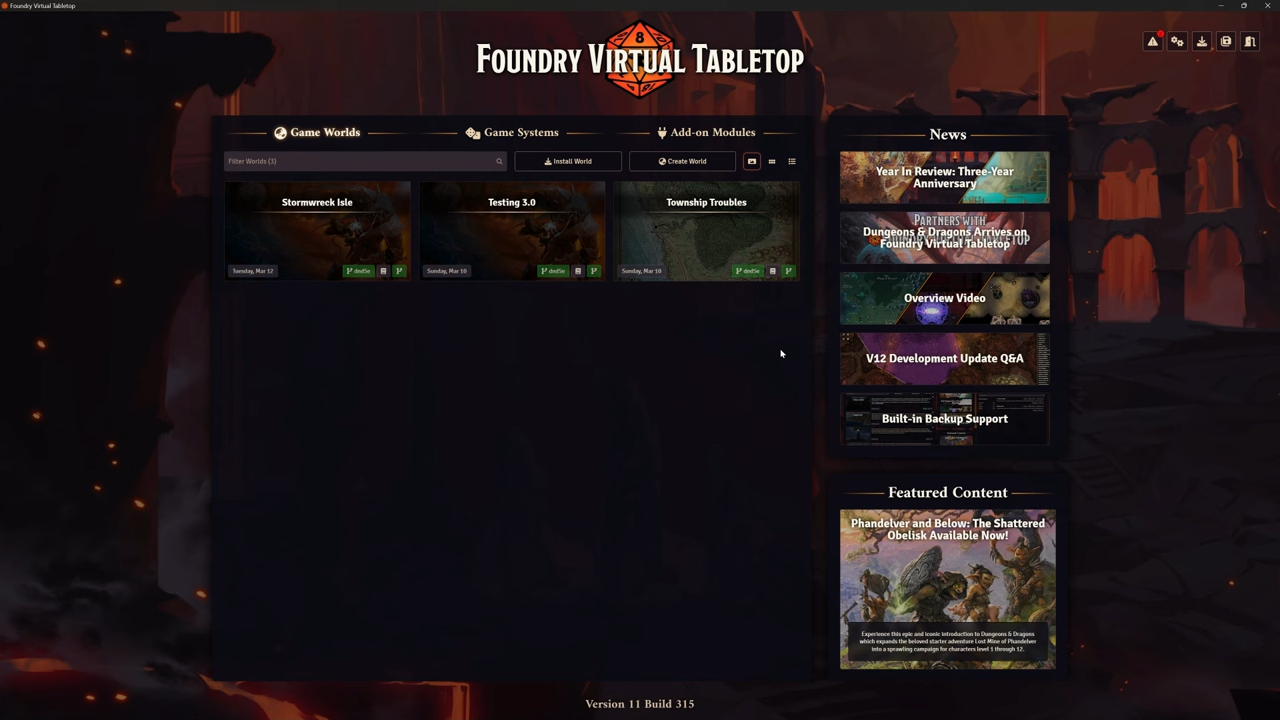 Foundry Virtual Tabletop
8
Foundry Virtual Tabletop
Game Worlds
Game Systems
Add-on Modules
Filter Worlds (3)
Install World
Create World
Stormwreck Isle
Tuesday, Mar 12
dnd5e
Testing 3.0
Sunday, Mar 10
dnd5e
Township Troubles
Sunday, Mar 10
dnd5e
News
Year In Review: Three-Year
Anniversary
Partners with
Dungeons & Dragons Arrives on
Foundry Virtual Tabletop
Overview Video
V12 Development Update Q&A
Built-in Backup Support
Featured Content
Phandelver and Below: The Shattered
Obelisk Available Now!
Experience this epic and iconic introduction to Dungeons & Dragons
which expands the beloved starter adventure Lost Mine of Phandelver
into a sprawling campaign for characters level 1 through 12.
Version 11 Build 315